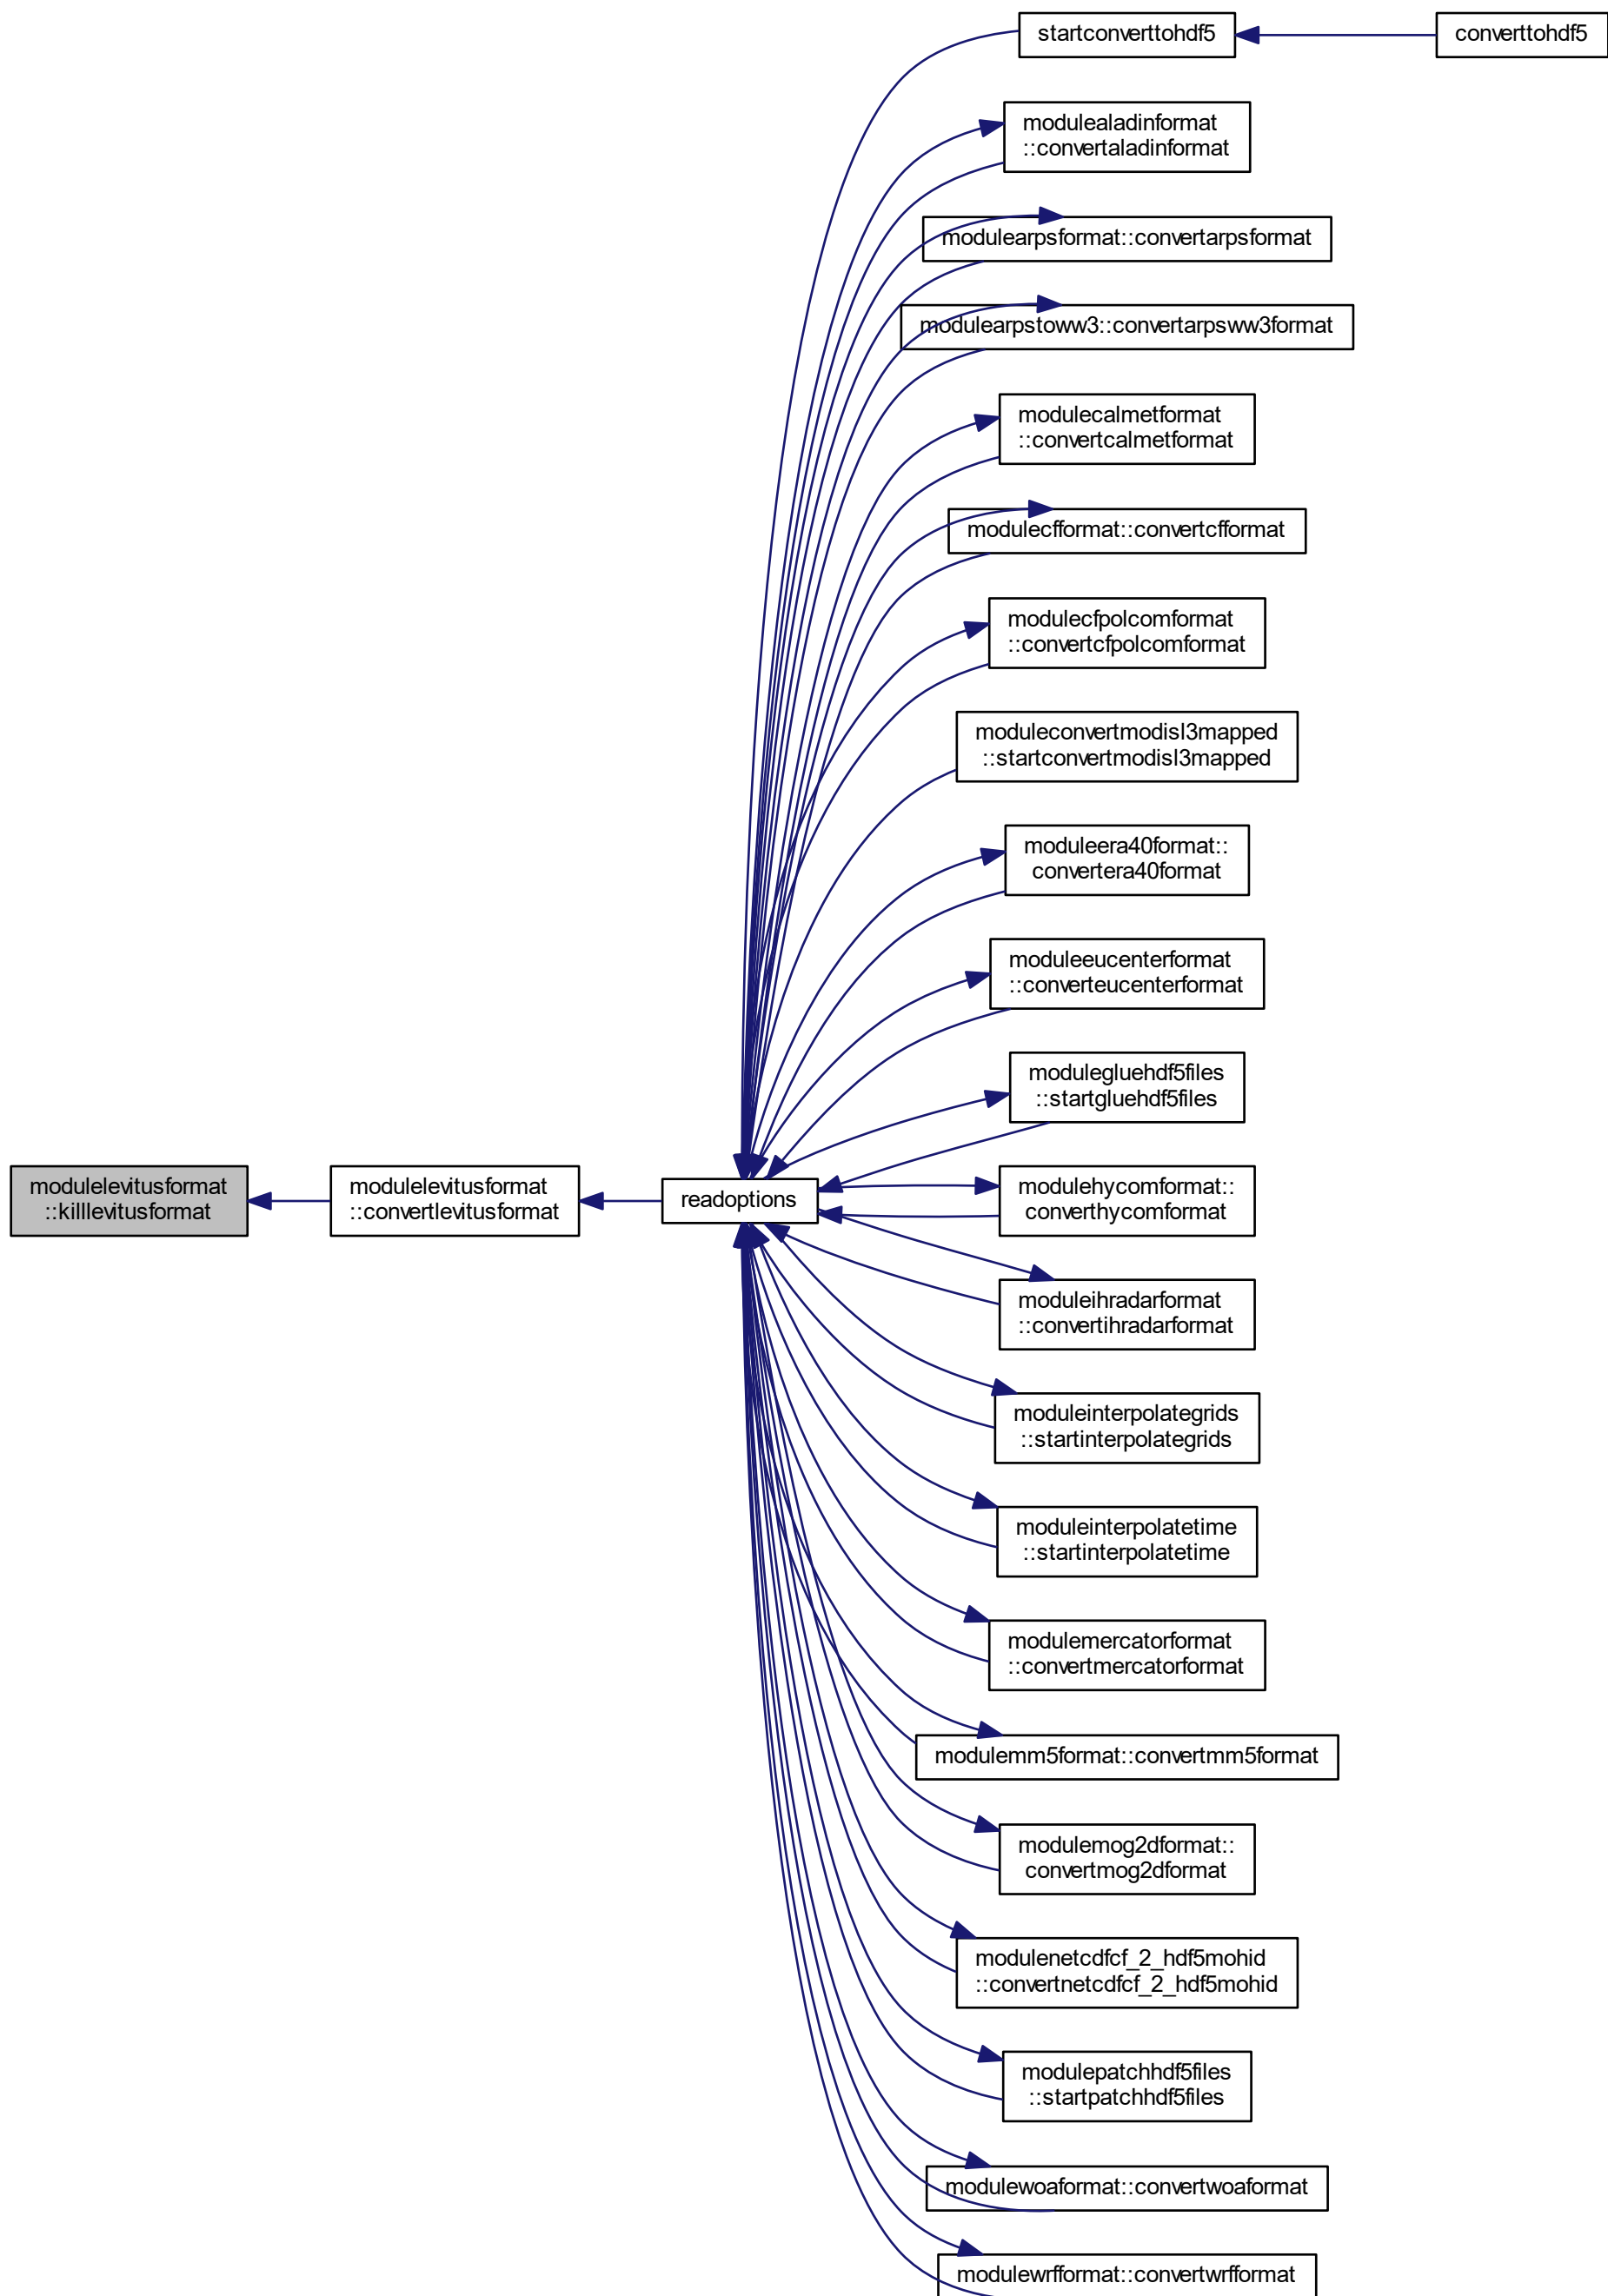 startconverttohdf5
converttohdf5
modulealadinformat
::convertaladinformat
modulearpsformat::convertarpsformat
modulearpstoww3::convertarpsww3format
modulecalmetformat
::convertcalmetformat
modulecfformat::convertcfformat
modulecfpolcomformat
::convertcfpolcomformat
moduleconvertmodisl3mapped
::startconvertmodisl3mapped
moduleera40format::
convertera40format
moduleeucenterformat
::converteucenterformat
modulegluehdf5files
::startgluehdf5files
modulelevitusformat
::killlevitusformat
modulelevitusformat
::convertlevitusformat
readoptions
modulehycomformat::
converthycomformat
moduleihradarformat
::convertihradarformat
moduleinterpolategrids
::startinterpolategrids
moduleinterpolatetime
::startinterpolatetime
modulemercatorformat
::convertmercatorformat
modulemm5format::convertmm5format
modulemog2dformat::
convertmog2dformat
modulenetcdfcf_2_hdf5mohid
::convertnetcdfcf_2_hdf5mohid
modulepatchhdf5files
::startpatchhdf5files
modulewoaformat::convertwoaformat
modulewrfformat::convertwrfformat